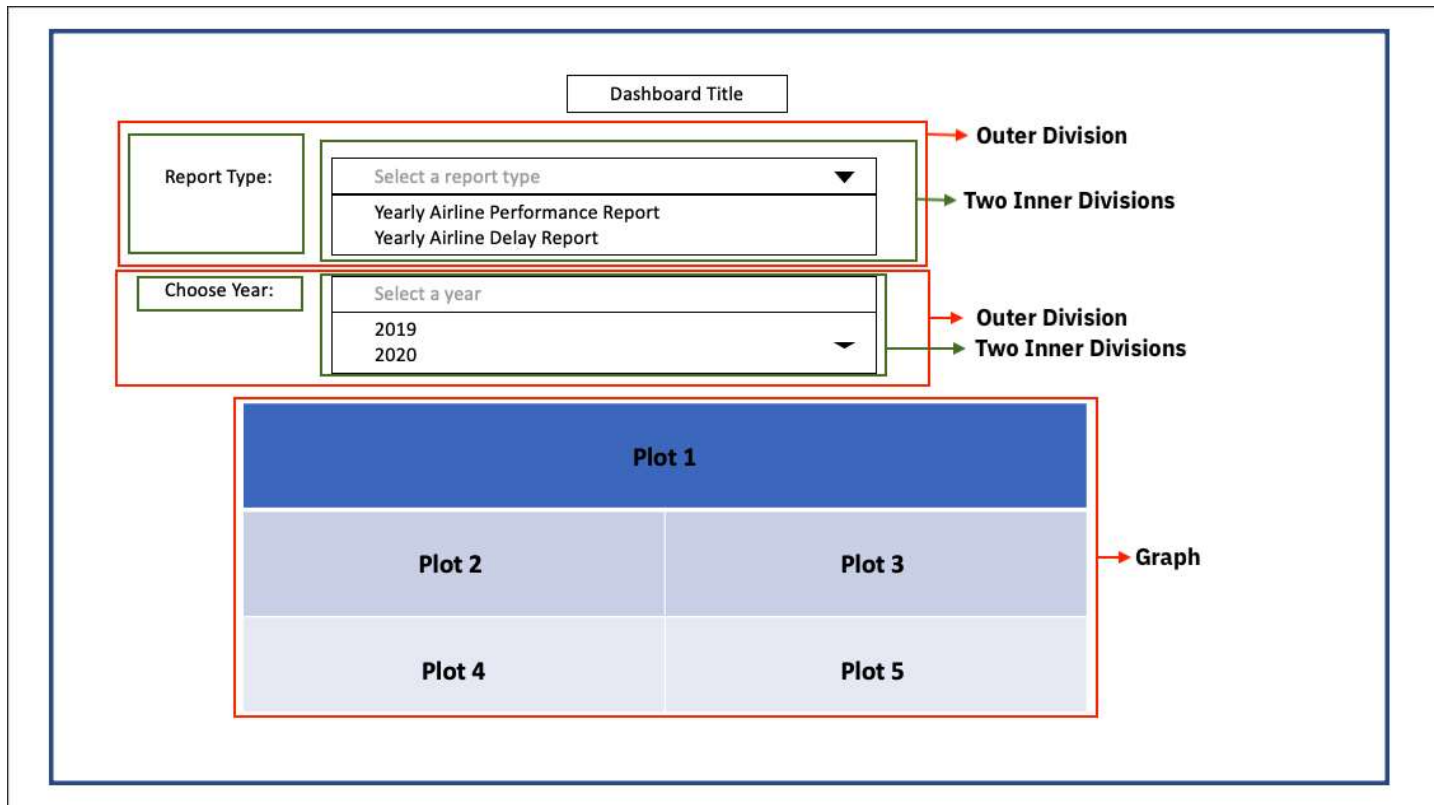 Dashboard Title
Outer Division
Report Type:
Select a report type
Two Inner Divisions
Yearly Airline Performance Report
Yearly Airline Delay Report
Choose Year:
Select a year
Outer Division
2019
2020
Two Inner Divisions
Plot 1
Plot 2
Plot 3
Graph
Plot 4
Plot 5